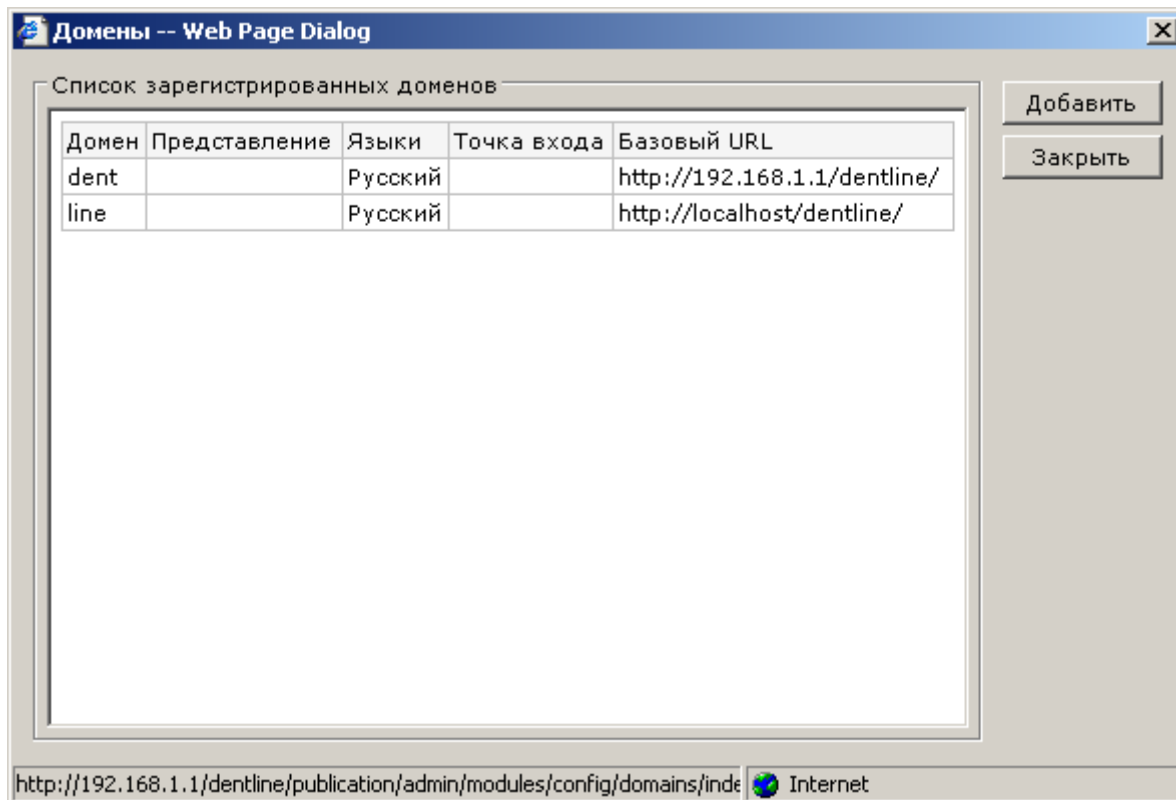 Домены -- Web Page Dialog
Список зарегистрированных доменов
Добавить
Закрыть
Домен Представление Языки Точка входа Базовый URL
dent Русский http://192.168.1.1/dentline/
line Русский http://localhost/dentline/
http://192.168.1.1/dentline/publication/admin/modules/config/domains/inde Internet